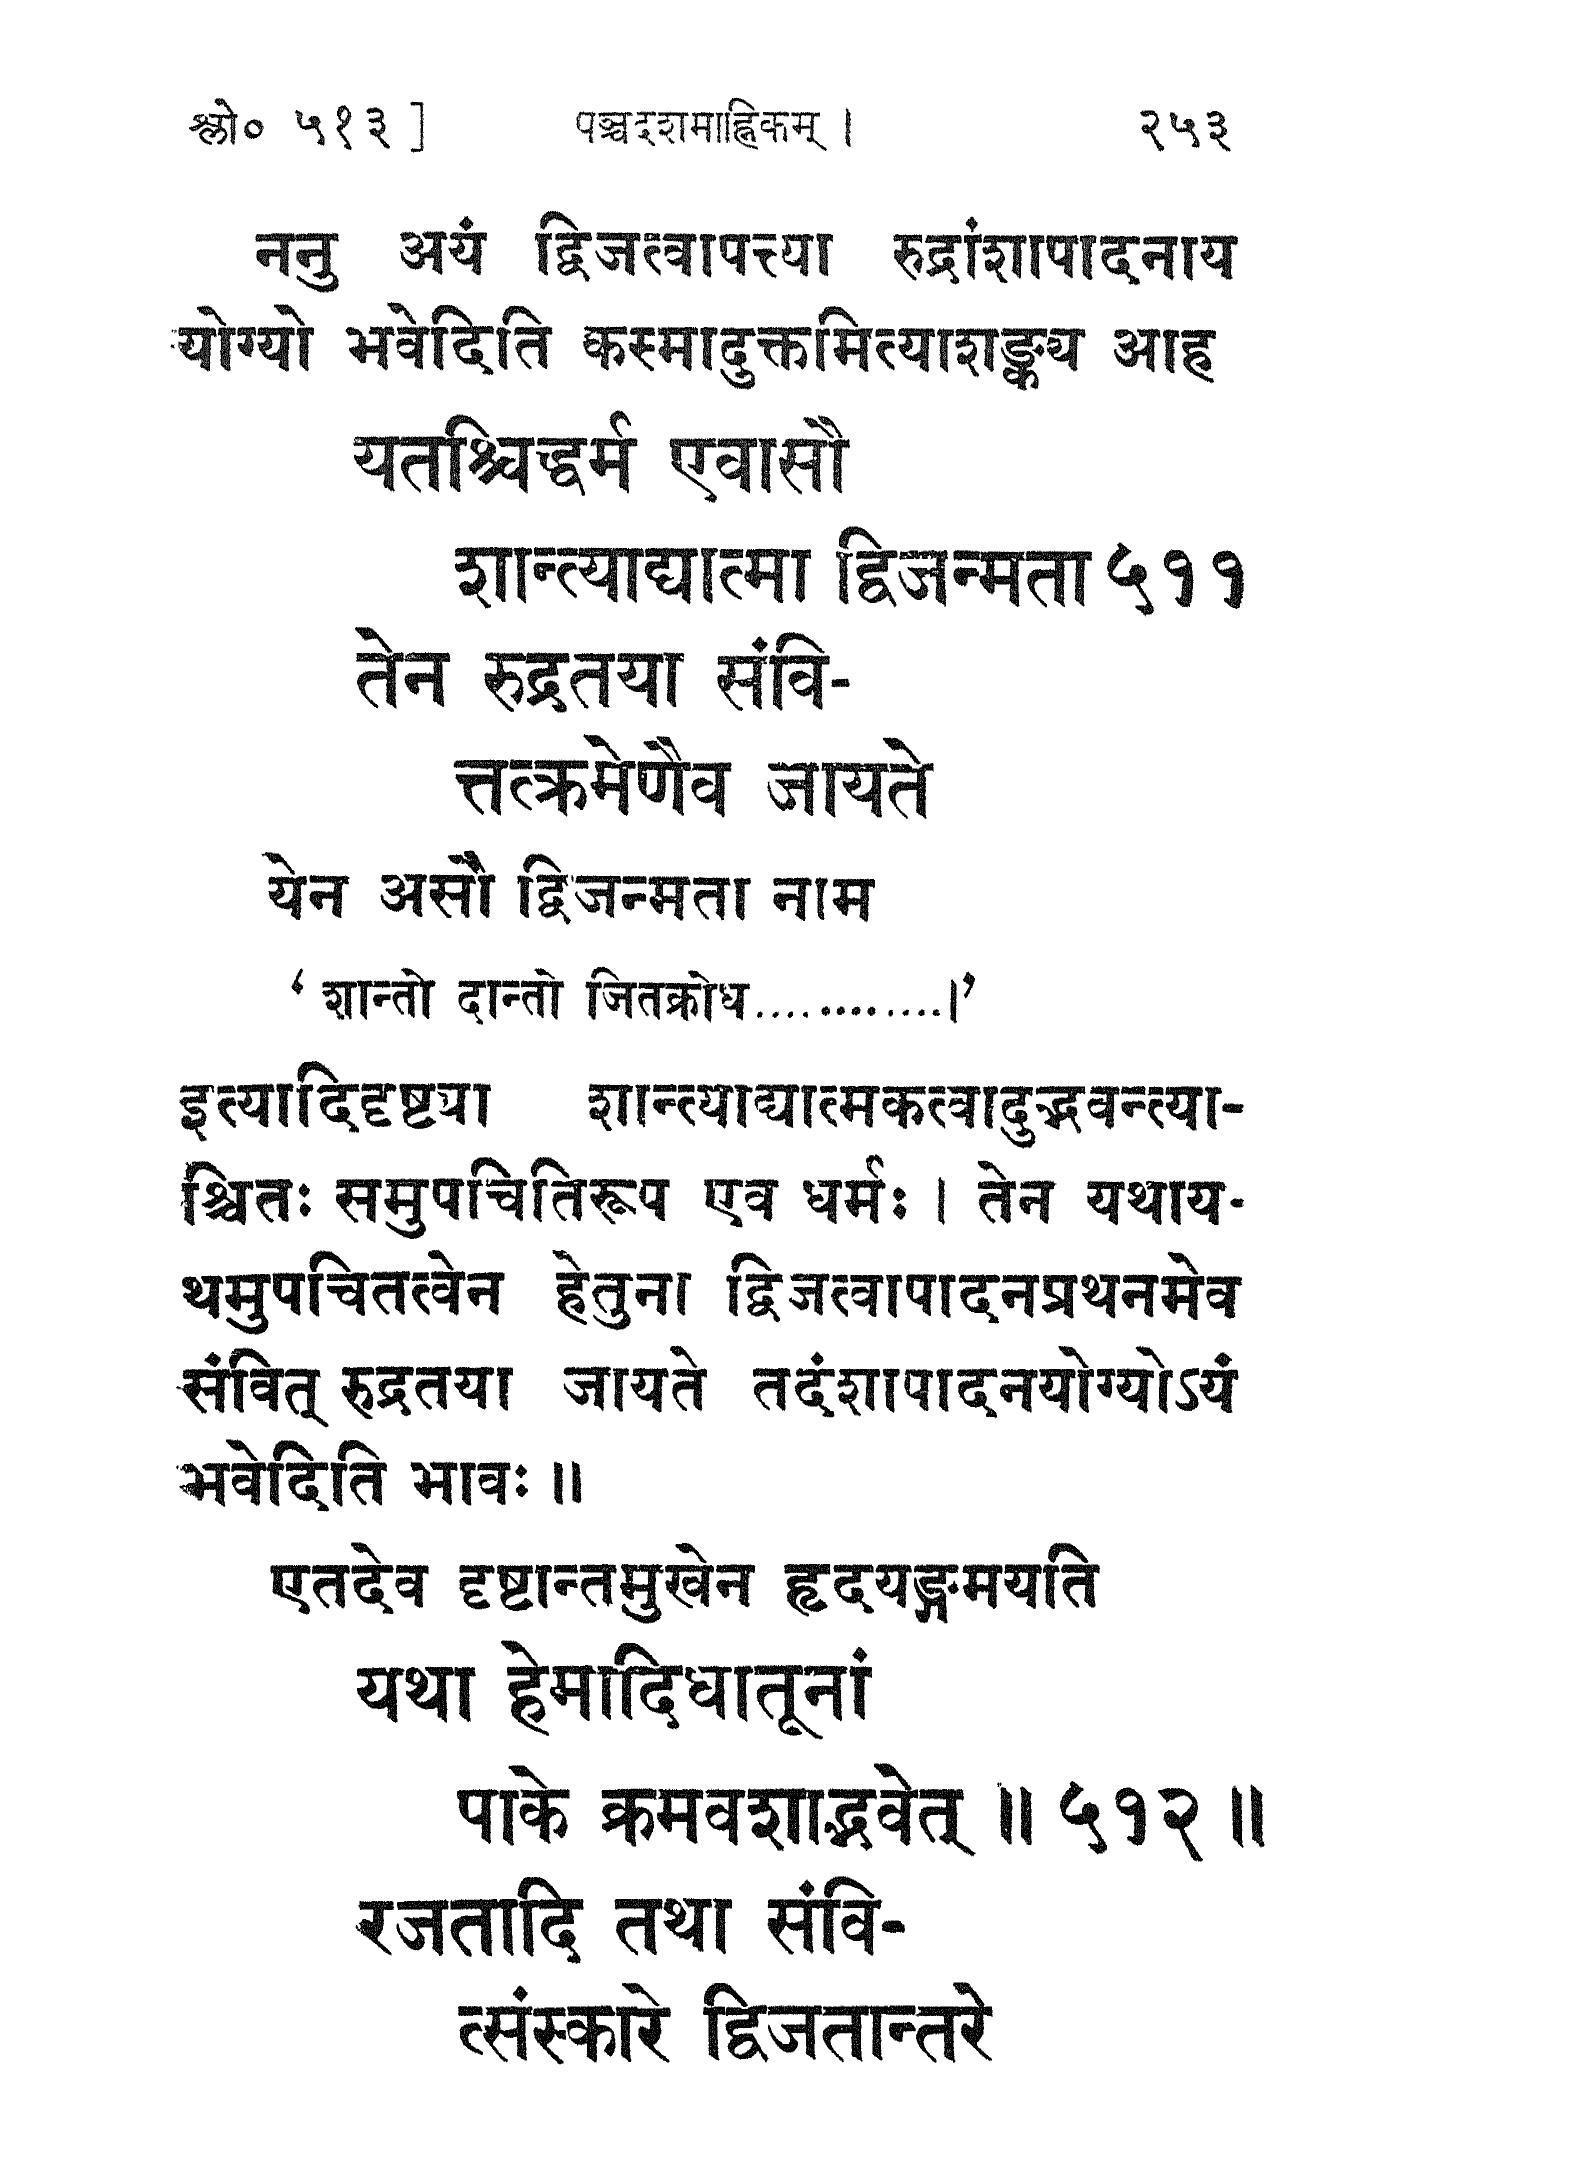 श्लो० ५१३]	पञ्चदशमाह्निकम् ।	२५३
ननु अयं द्विजत्वापत्त्या रुद्रांशापादनाय
योग्यो भवेदिति कस्मादुक्तमित्याशङ्क्य आह
यतश्चिद्धर्म एवासौ
शान्त्याद्यात्मा द्विजन्मता ५११
तेन रुद्रतया संवि-
त्तत्क्रमेणैव जायते
येन असौ द्विजन्मता नाम
‘ शान्तो दान्तो जितक्रोध............।’
इत्यादिदृष्ट्या शान्त्याद्यात्मकत्वादुद्भवन्त्या-
श्चितः समुपचितिरूप एव धर्मः । तेन यथाय-
थमुपचितत्वेन हेतुना द्विजत्वापादनप्रथनमेव
संवित् रुद्रतया जायते तदंशापादनयोग्योऽयं
भवेदिति भावः ॥
एतदेव दृष्टान्तमुखेन हृदयङ्गमयति
यथा हेमादिधातूनां
पाके क्रमवशाद्भवेत् ॥ ५१२ ॥
रजतादि तथा संवि-
त्संस्कारे द्विजतान्तरे